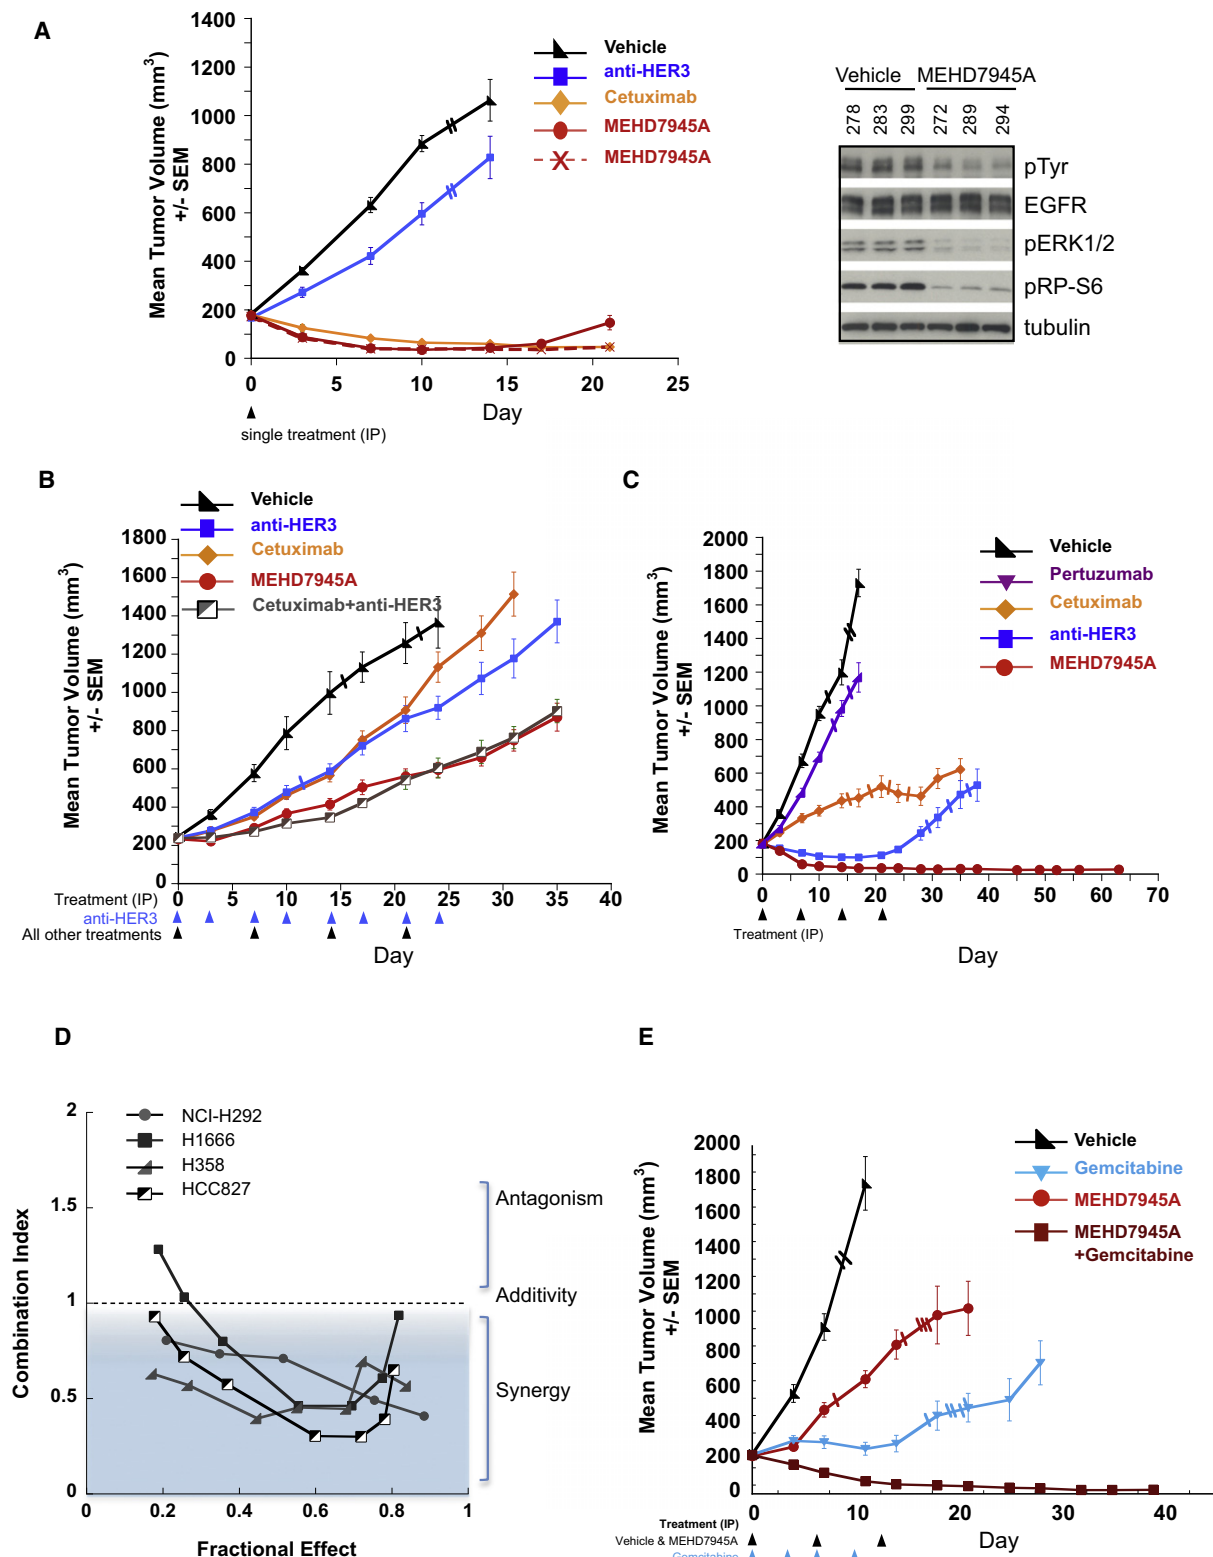 A
Mean Tumor Volume (mm3)
+/- SEM
1400
1200
1000
800
600
400
200
0
0 5 10 15 20 25
Day
single treatment (IP)
Vehicle
anti-HER3
Cetuximab
MEHD7945A
MEHD7945A
Vehicle MEHD7945A
278 283 299 272 289 294
pTyr
EGFR
pERK1/2
pRP-S6
tubulin
B
Vehicle
anti-HER3
Cetuximab
MEHD7945A
Cetuximab+anti-HER3
Mean Tumor Volume (mm3)
+/- SEM
1800
1600
1400
1200
1000
800
600
400
200
0
0 5 10 15 20 25 30 35 40
Treatment (IP)
anti-HER3
All other treatments
Day
C
Mean Tumor Volume (mm3)
+/- SEM
2000
1800
1600
1400
1200
1000
800
600
400
200
0
0 10 20 30 40 50 60 70
Treatment (IP)
Day
Vehicle
Pertuzumab
Cetuximab
anti-HER3
MEHD7945A
D
Combination Index
2
1.5
1
0.5
0
0 0.2 0.4 0.6 0.8 1
Fractional Effect
NCI-H292
H1666
H358
HCC827
Antagonism
Additivity
Synergy
E
Mean Tumor Volume (mm3)
+/- SEM
2000
1800
1600
1400
1200
1000
800
600
400
200
0
0 10 20 30 40
Day
Treatment (IP)
Vehicle & MEHD7945A
Gemcitabine
Vehicle
Gemcitabine
MEHD7945A
MEHD7945A
+Gemcitabine